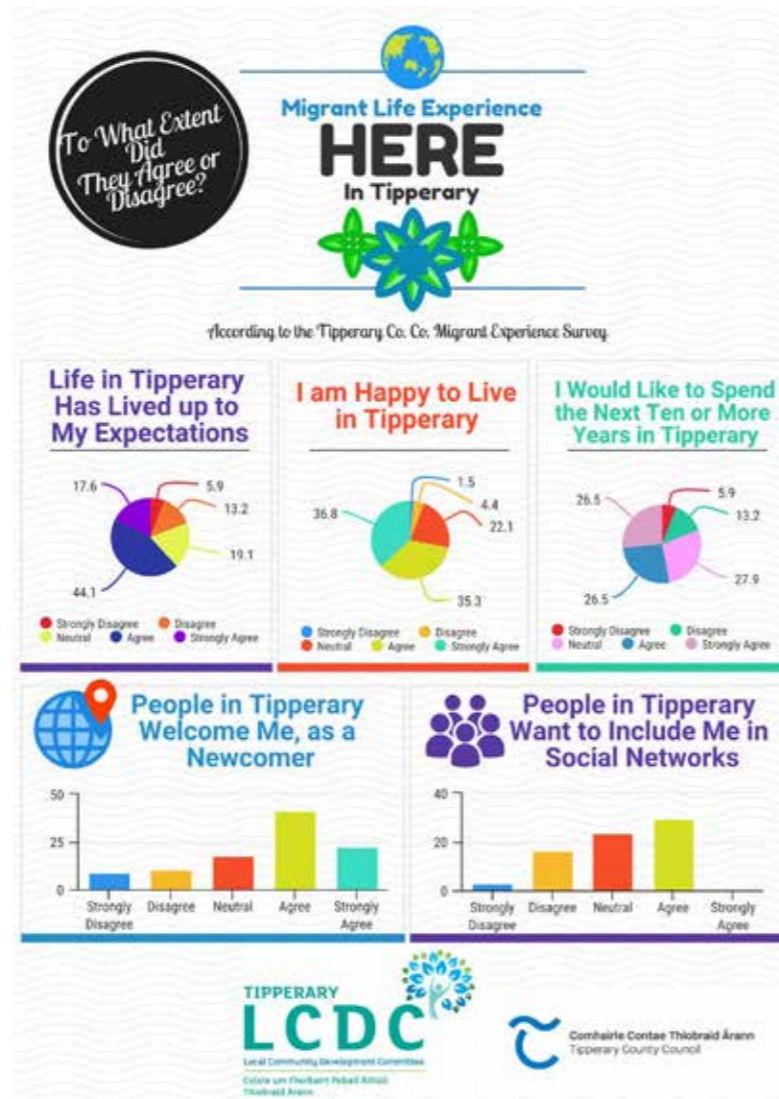 To What Extent
Did
They Agree or
Disagree?
Migrant Life Experience
HERE
In Tipperary
According to the Tipperary Co. Co. Migrant Experience Survey
Life in Tipperary
Has Lived up to
My Expectations
17.6
5.9
13.2
19.1
44.1
Strongly Disagree
Disagree
Neutral
Agree
Strongly Agree
I am Happy to Live
in Tipperary
1.5
4.4
22.1
36.8
35.3
Strongly Disagree
Disagree
Neutral
Agree
Strongly Agree
I Would Like to Spend
the Next Ten or More
Years in Tipperary
26.5
5.9
13.2
27.9
26.5
Strongly Disagree
Disagree
Neutral
Agree
Strongly Agree
People in Tipperary
Welcome Me, as a
Newcomer
50
25
0
Strongly
Disagree
Disagree
Neutral
Agree
Strongly
Agree
People in Tipperary
Want to Include Me in
Social Networks
40
20
0
Strongly
Disagree
Disagree
Neutral
Agree
Strongly
Agree
TIPPERARY
LCDC
Local Community Development Committee
Thiobraid Árann
Comhairle Contae Thiobraid Árann
Tipperary County Council